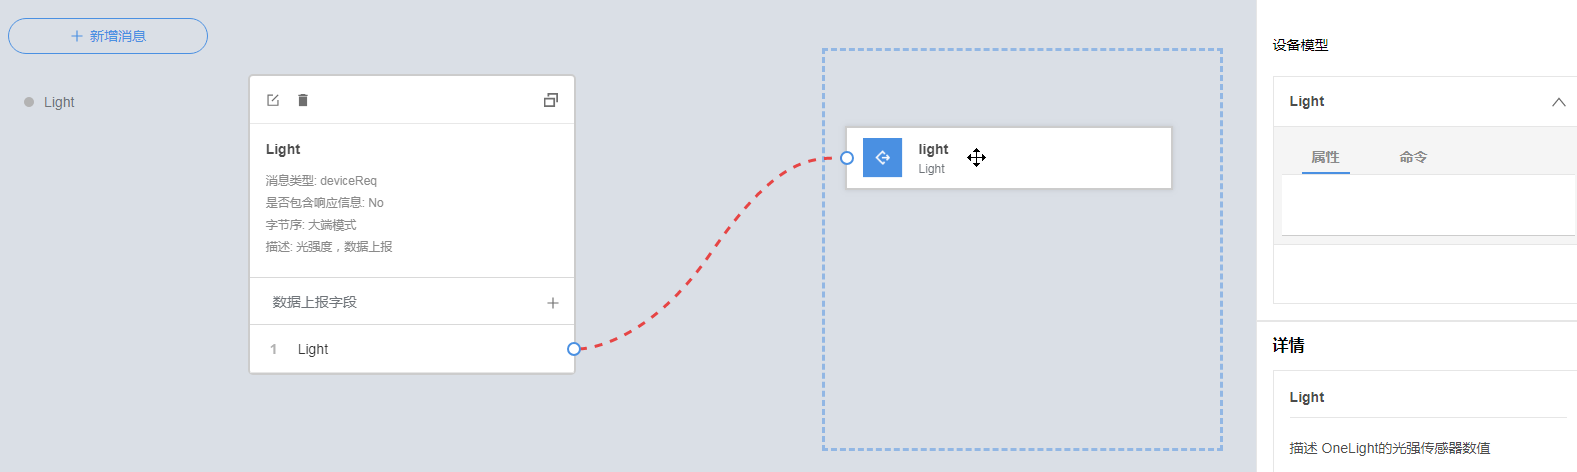 新增消息
Light
Light
消息类型: deviceReq
是否包含响应信息: No
字节序: 大端模式
描述: 光强度，数据上报
数据上报字段
1 Light
light
Light
设备模型
Light
属性 命令
详情
Light
描述 OneLight的光强传感器数值